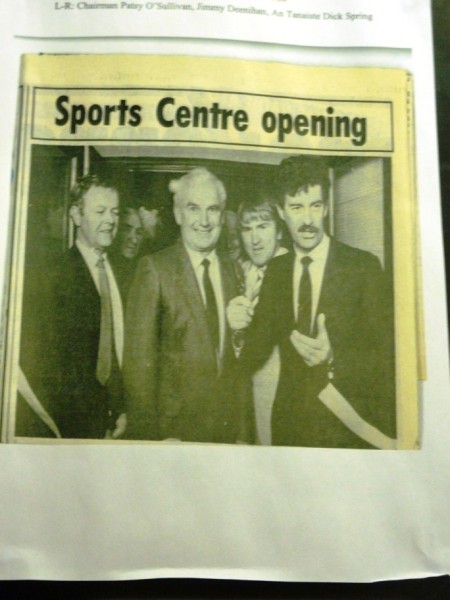 L-R: Chairman Patsy O'Sullivan, Jimmy Deenihan, An Tanaiste Dick Spring
Sports Centre opening